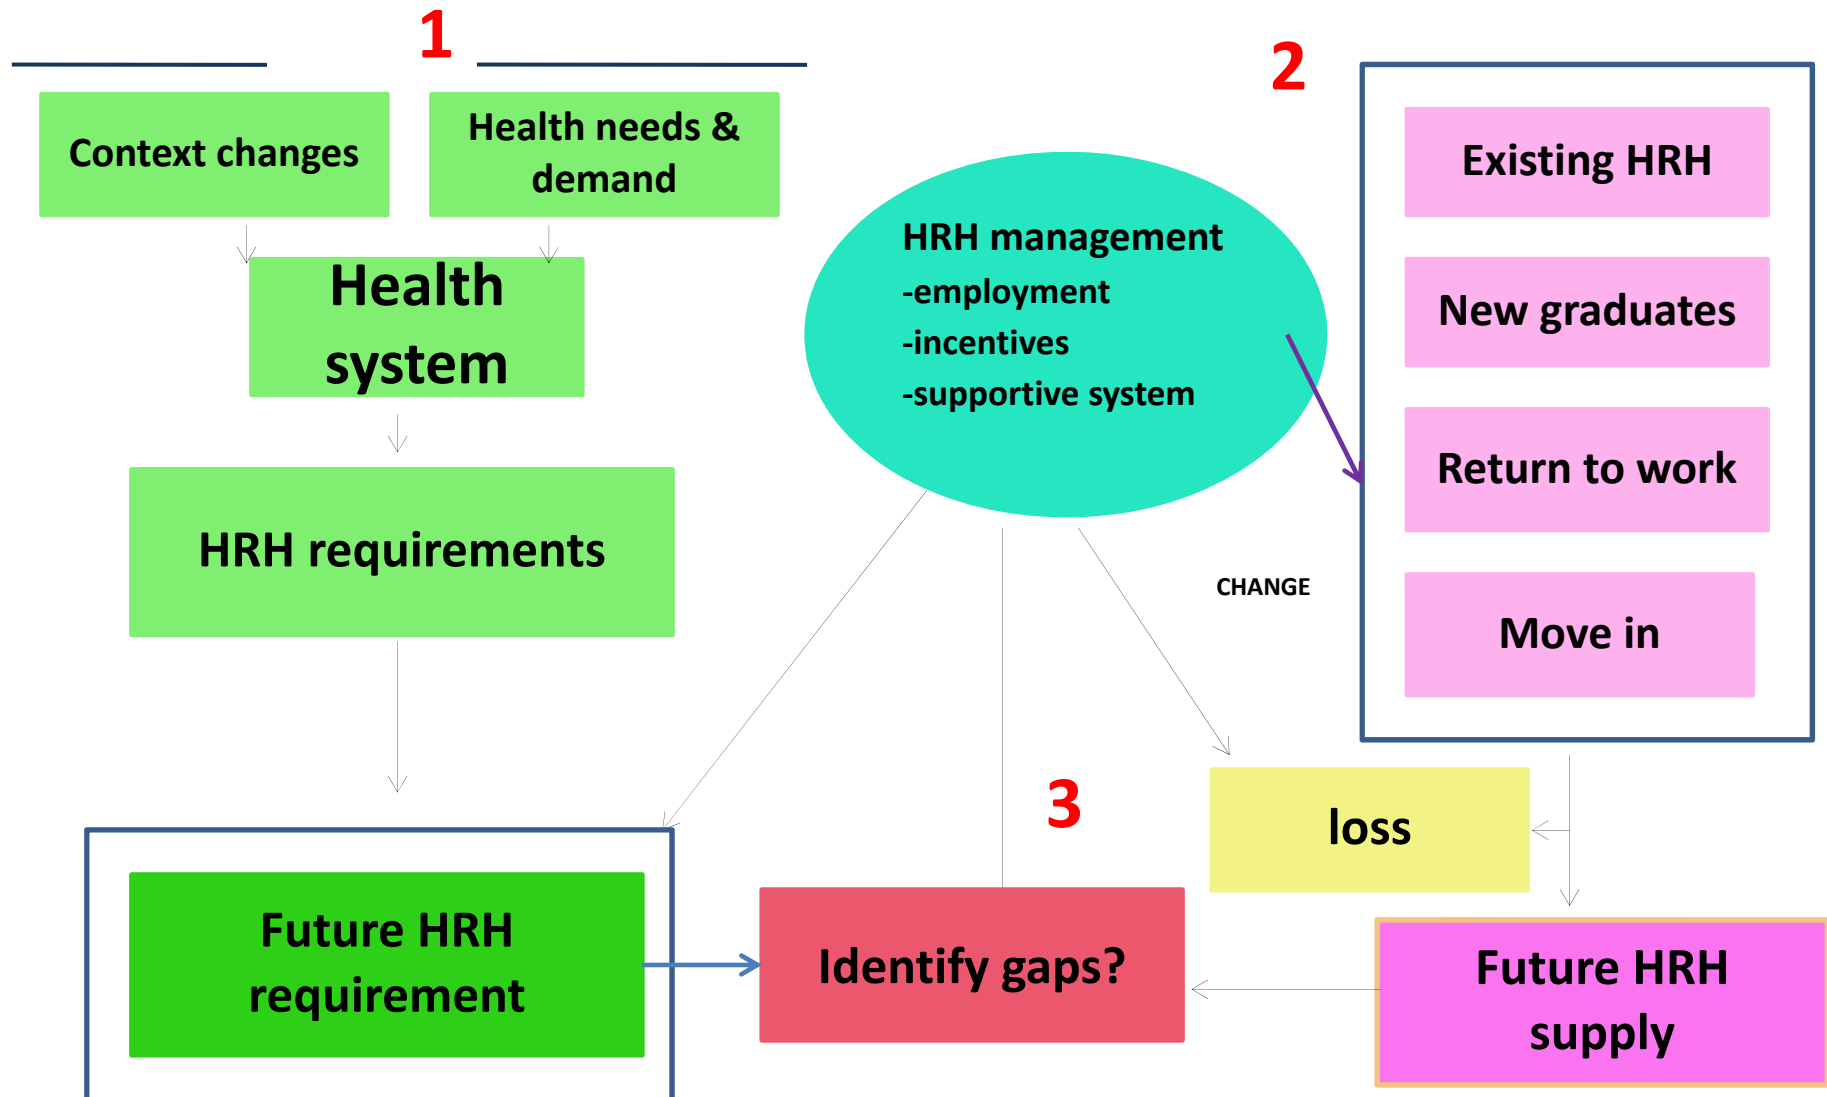 1
Context changes
Health needs &
demand
Health
system
HRH requirements
Future HRH
requirement
HRH management
-employment
-incentives
-supportive system
2
Existing HRH
New graduates
Return to work
Move in
CHANGE
loss
Future HRH
supply
3
Identify gaps?